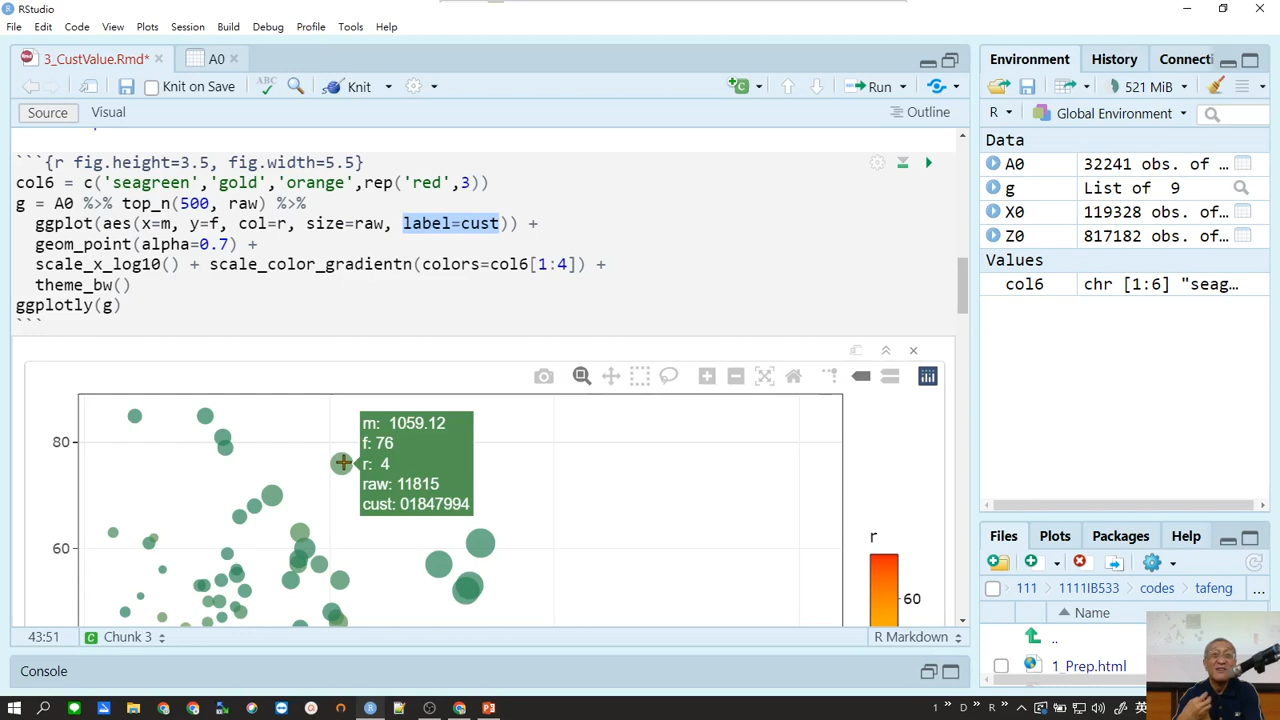 RStudio
File Edit Code View Plots Session Build Debug Profile Tools Help
3_CustValue.Rmd* A0
Knit on Save ABC Knit Run
Source Visual Outline
```{r fig.height=3.5, fig.width=5.5}
col6 = c('seagreen','gold','orange',rep('red',3))
g = A0 %>% top_n(500, raw) %>%
ggplot(aes(x=m, y=f, col=r, size=raw, label=cust)) +
geom_point(alpha=0.7) +
scale_x_log10() + scale_color_gradientn(colors=col6[1:4]) +
theme_bw()
ggplotly(g)
```
80
60
m: 1059.12
f: 76
r: 4
raw: 11815
cust: 01847994
r
60
43:51 Chunk 3 R Markdown
Console
Environment History Connecti
521 MiB
R Global Environment
Data
A0 32241 obs. of ...
g List of 9
X0 119328 obs. of ...
Z0 817182 obs. of ...
Values
col6 chr [1:6] "seag...
Files Plots Packages Help
111 1111IB533 codes tafeng ...
Name
..
1_Prep.html
1 D R 英